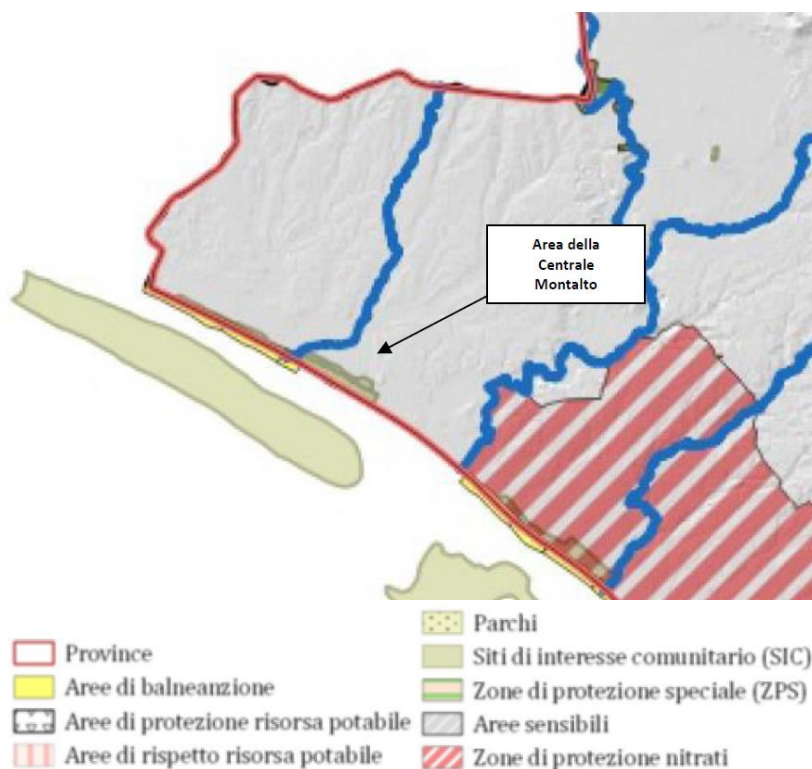 Area della
Centrale
Montalto
Province
Aree di balneanzione
Aree di protezione risorsa potabile
Aree di rispetto risorsa potabile
Parchi
Siti di interesse comunitario (SIC)
Zone di protezione speciale (ZPS)
Aree sensibili
Zone di protezione nitrati